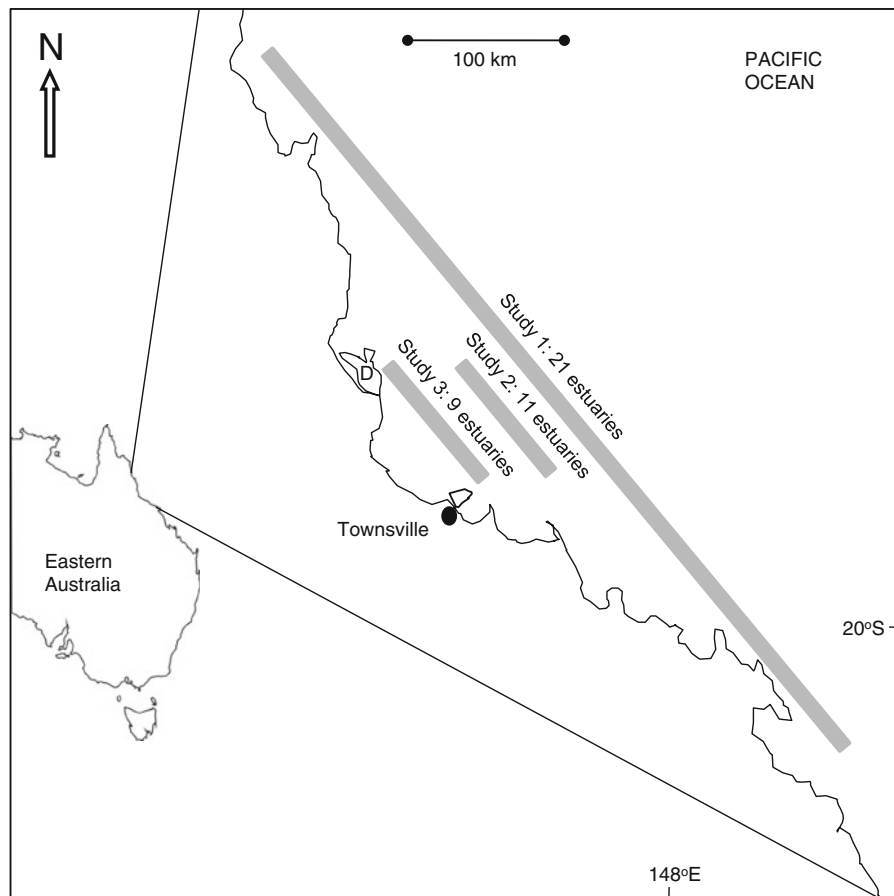 N
100 km
PACIFIC
OCEAN
Study 1: 21 estuaries
Study 2: 11 estuaries
Study 3: 9 estuaries
D
Townsville
Eastern
Australia
20°S
148°E